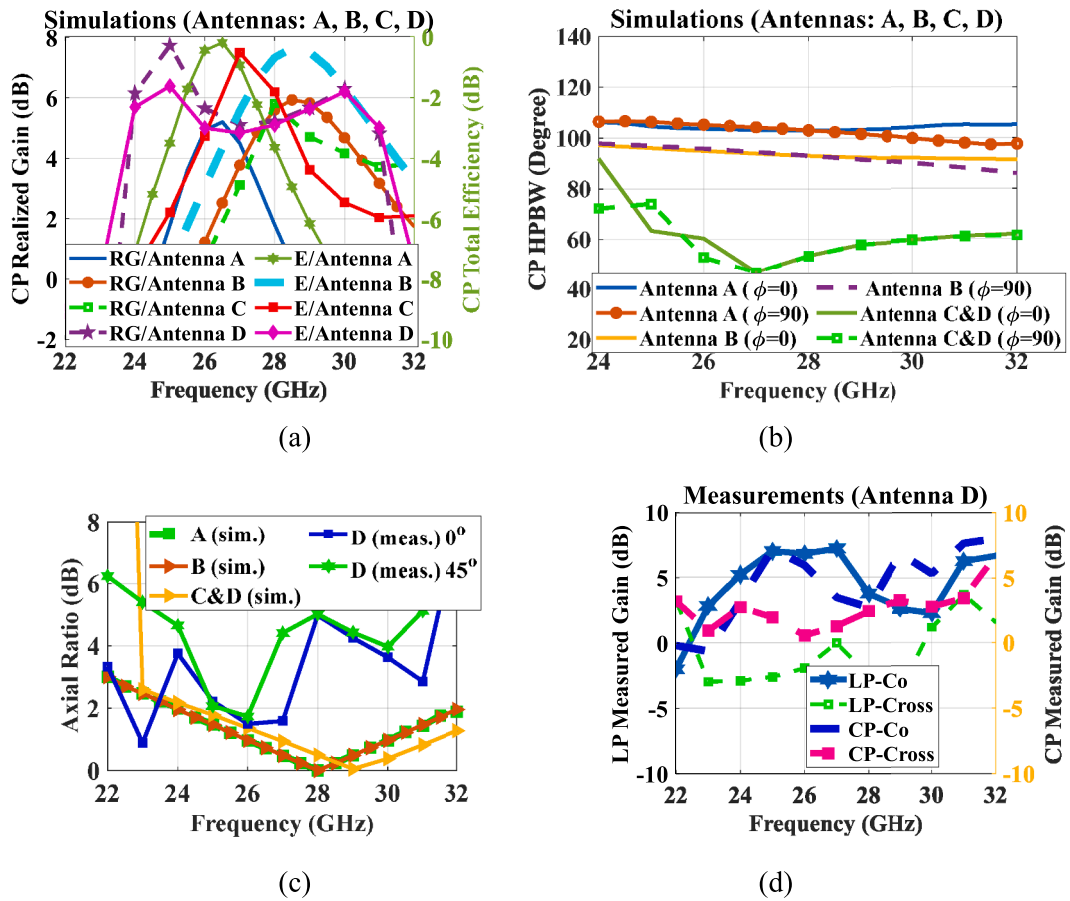 Simulations (Antennas: A, B, C, D)
CP Realized Gain (dB)
8
6
4
2
0
-2
0
-2
-4
-6
-8
-10
CP Total Efficiency (dB)
RG/Antenna A
RG/Antenna B
RG/Antenna C
RG/Antenna D
E/Antenna A
E/Antenna B
E/Antenna C
E/Antenna D
22 24 26 28 30 32
Frequency (GHz)
(a)
Simulations (Antennas: A, B, C, D)
CP HPBW (Degree)
140
120
100
80
60
40
20
Antenna A (ϕ=0)
Antenna A (ϕ=90)
Antenna B (ϕ=0)
Antenna B (ϕ=90)
Antenna C&D (ϕ=0)
Antenna C&D (ϕ=90)
24 26 28 30 32
Frequency (GHz)
(b)
Axial Ratio (dB)
8
6
4
2
0
A (sim.)
B (sim.)
C&D (sim.)
D (meas.) 0º
D (meas.) 45º
22 24 26 28 30 32
Frequency (GHz)
(c)
Measurements (Antenna D)
LP Measured Gain (dB)
10
5
0
-5
-10
10
5
0
-5
-10
CP Measured Gain (dB)
LP-Co
LP-Cross
CP-Co
CP-Cross
22 24 26 28 30 32
Frequency (GHz)
(d)